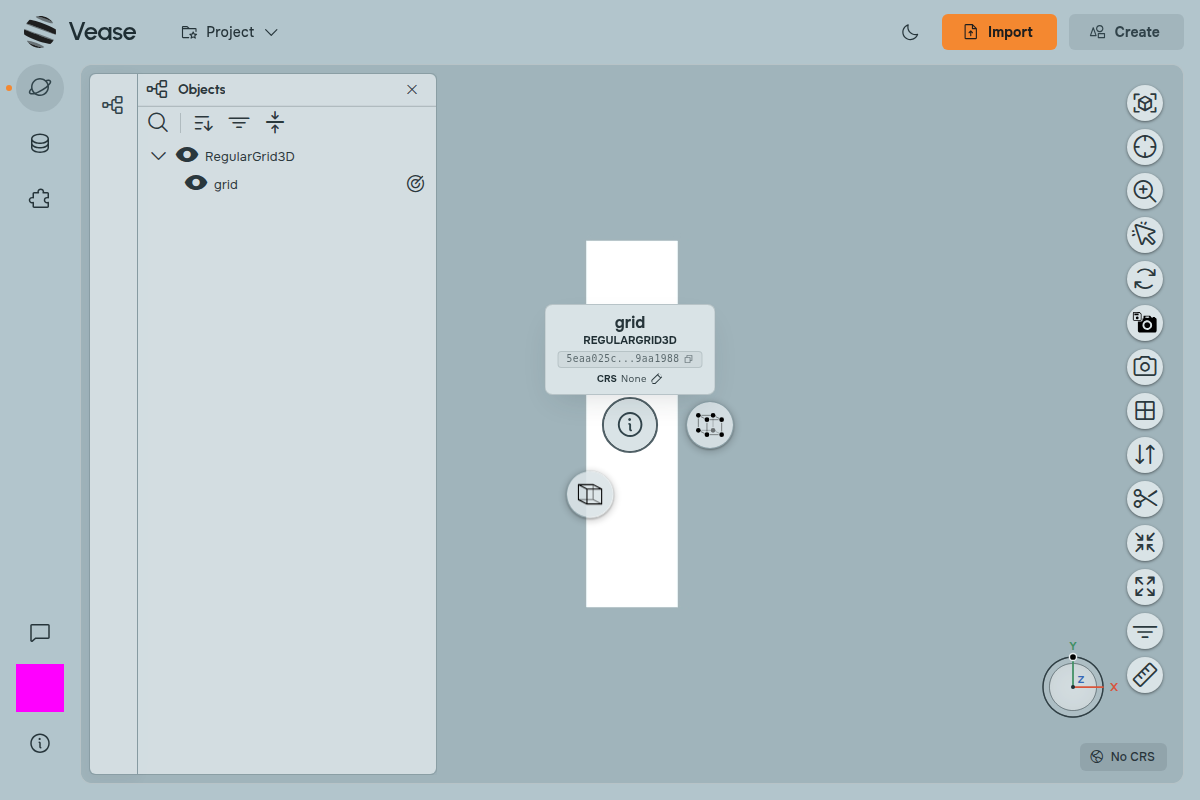 Vease
Project
Import
Create
Objects
RegularGrid3D
grid
grid
REGULARGRID3D
5eaa025c...9aa1988
CRS None
Y
Z
X
No CRS